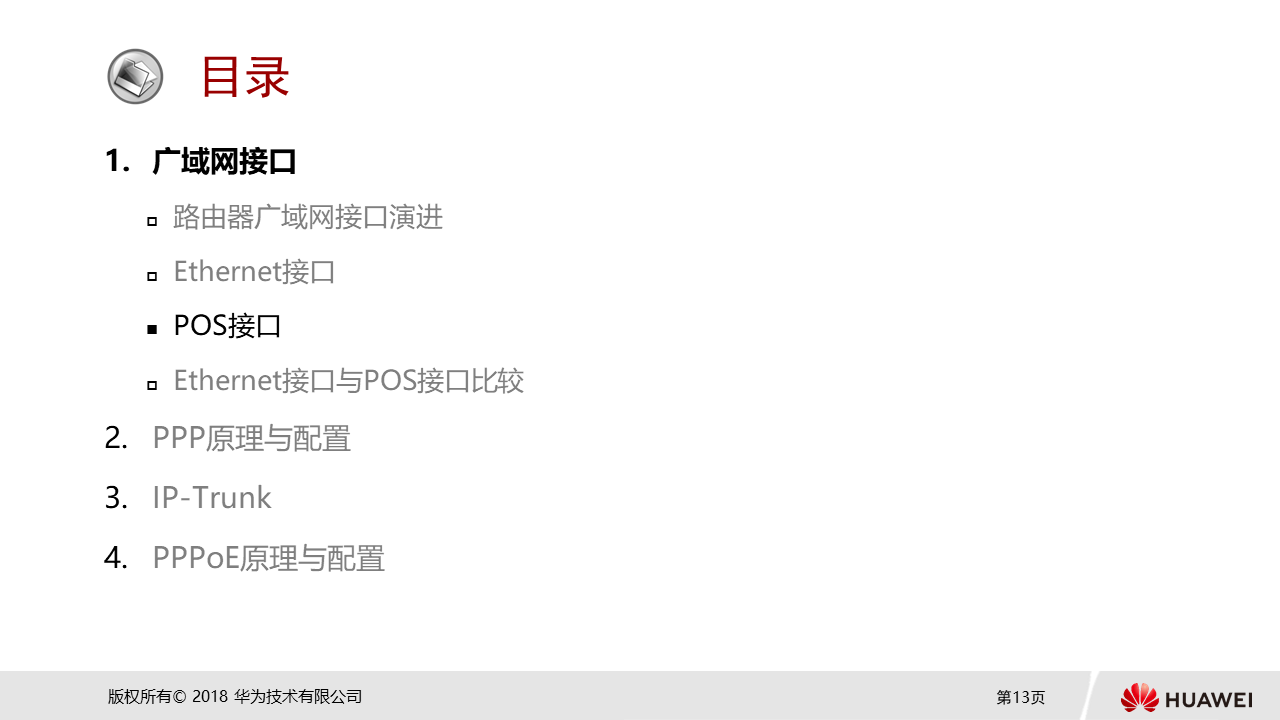 目录
1. 广域网接口
路由器广域网接口演进
Ethernet接口
POS接口
Ethernet接口与POS接口比较
2. PPP原理与配置
3. IP-Trunk
4. PPPoE原理与配置
版权所有© 2018 华为技术有限公司
第13页
HUAWEI